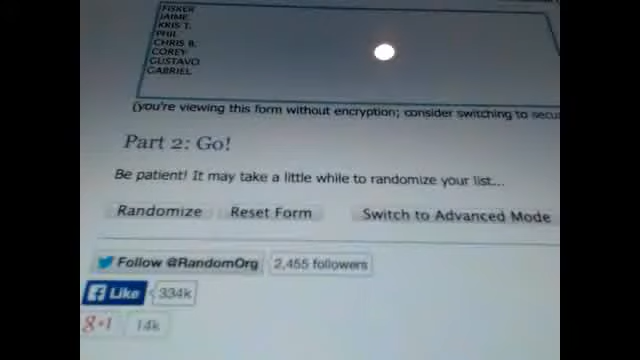 FISKER
JAIME
KRIS T.
PHIL
CHRIS B.
COREY
GUSTAVO
GABRIEL
(you're viewing this form without encryption; consider switching to secu
Part 2: Go!
Be patient! It may take a little while to randomize your list...
Randomize Reset Form Switch to Advanced Mode
Follow @RandomOrg 2,455 followers
f Like 334k
g+1 14k